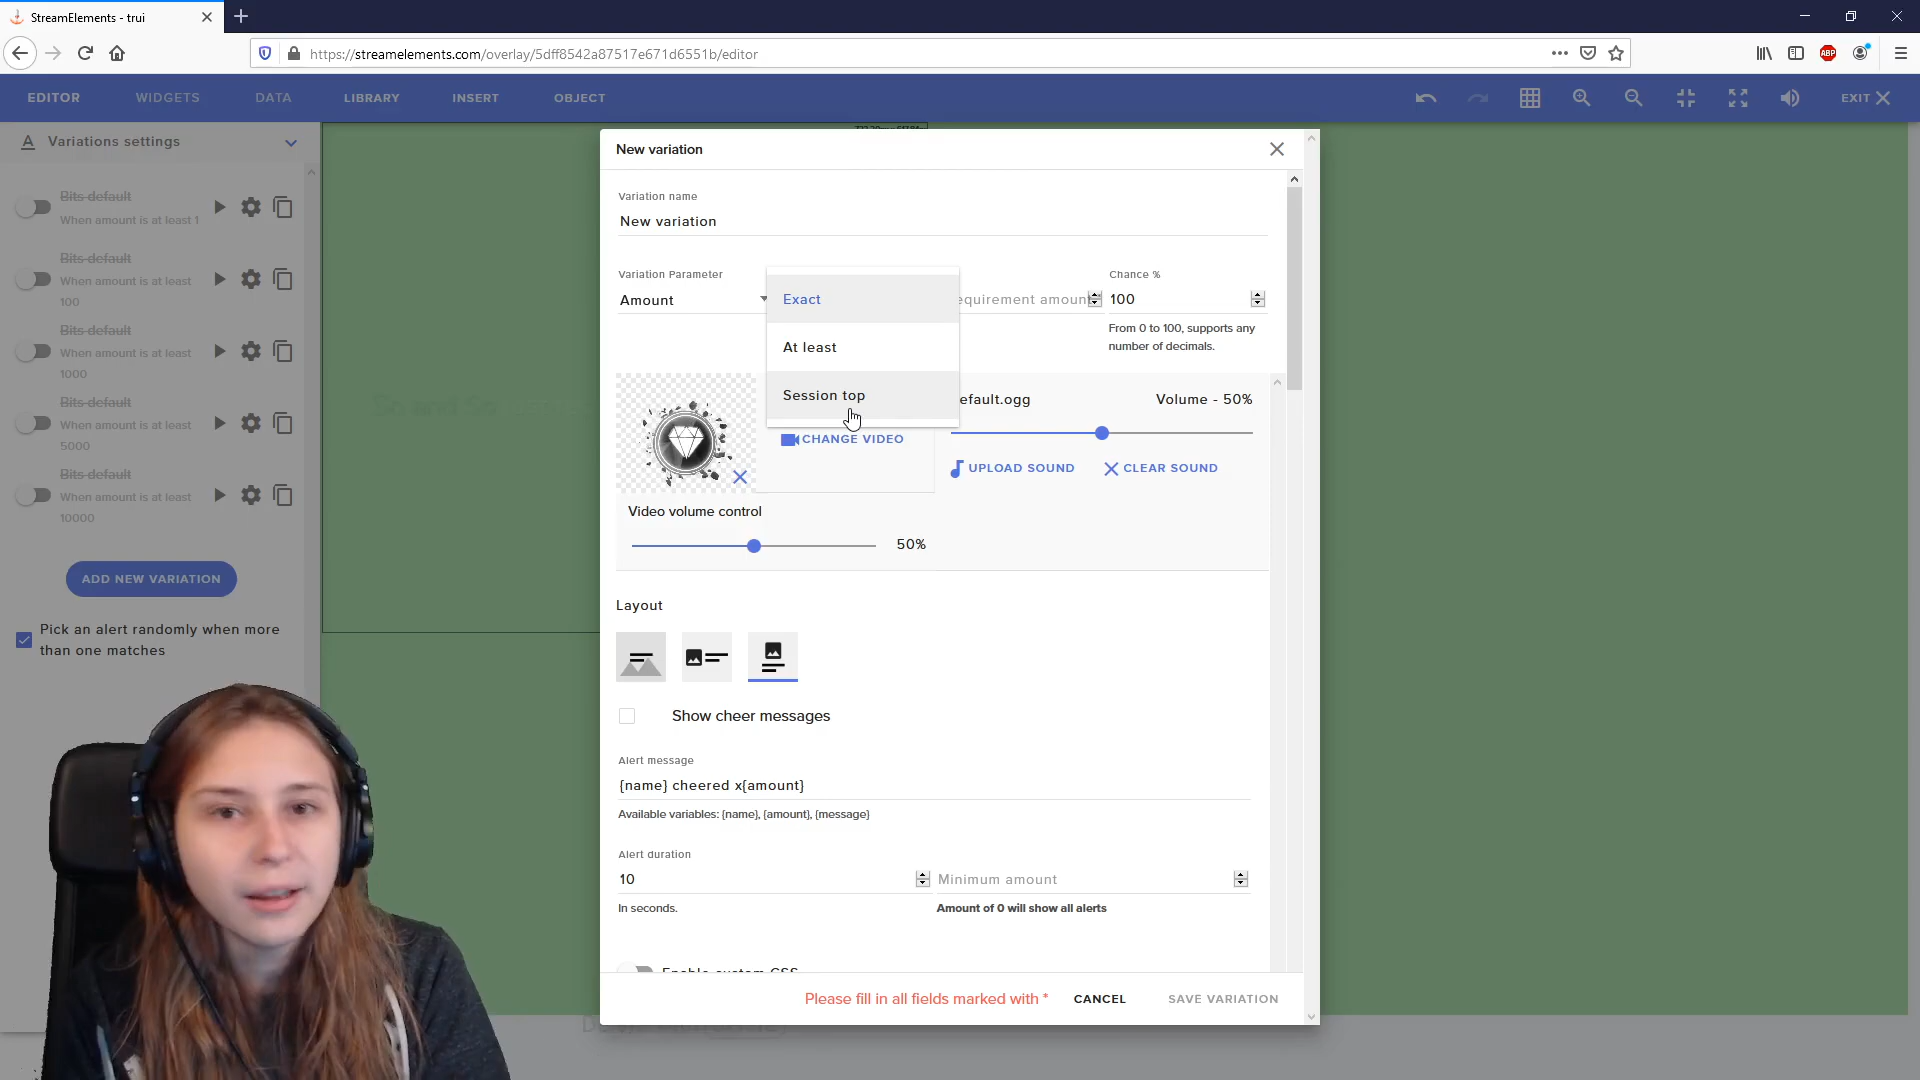 StreamElements - trui
https://streamelements.com/overlay/5dff8542a87517e671d6551b/editor
ABP
EDITOR
WIDGETS
DATA
LIBRARY
INSERT
OBJECT
EXIT
Variations settings
Bits default
When amount is at least 1
Bits default
When amount is at least
100
Bits default
When amount is at least
1000
Bits default
When amount is at least
5000
Bits default
When amount is at least
10000
ADD NEW VARIATION
Pick an alert randomly when more
than one matches
So and So
New variation
Variation name
New variation
Variation Parameter
Amount
Exact
At least
Session top
equirement amount
Chance %
100
From 0 to 100, supports any
number of decimals.
efault.ogg
Volume - 50%
CHANGE VIDEO
UPLOAD SOUND
CLEAR SOUND
Video volume control
50%
Layout
Show cheer messages
Alert message
{name} cheered x{amount}
Available variables: {name}, {amount}, {message}
Alert duration
10
In seconds.
Minimum amount
Amount of 0 will show all alerts
Enable custom CSS
Please fill in all fields marked with *
CANCEL
SAVE VARIATION